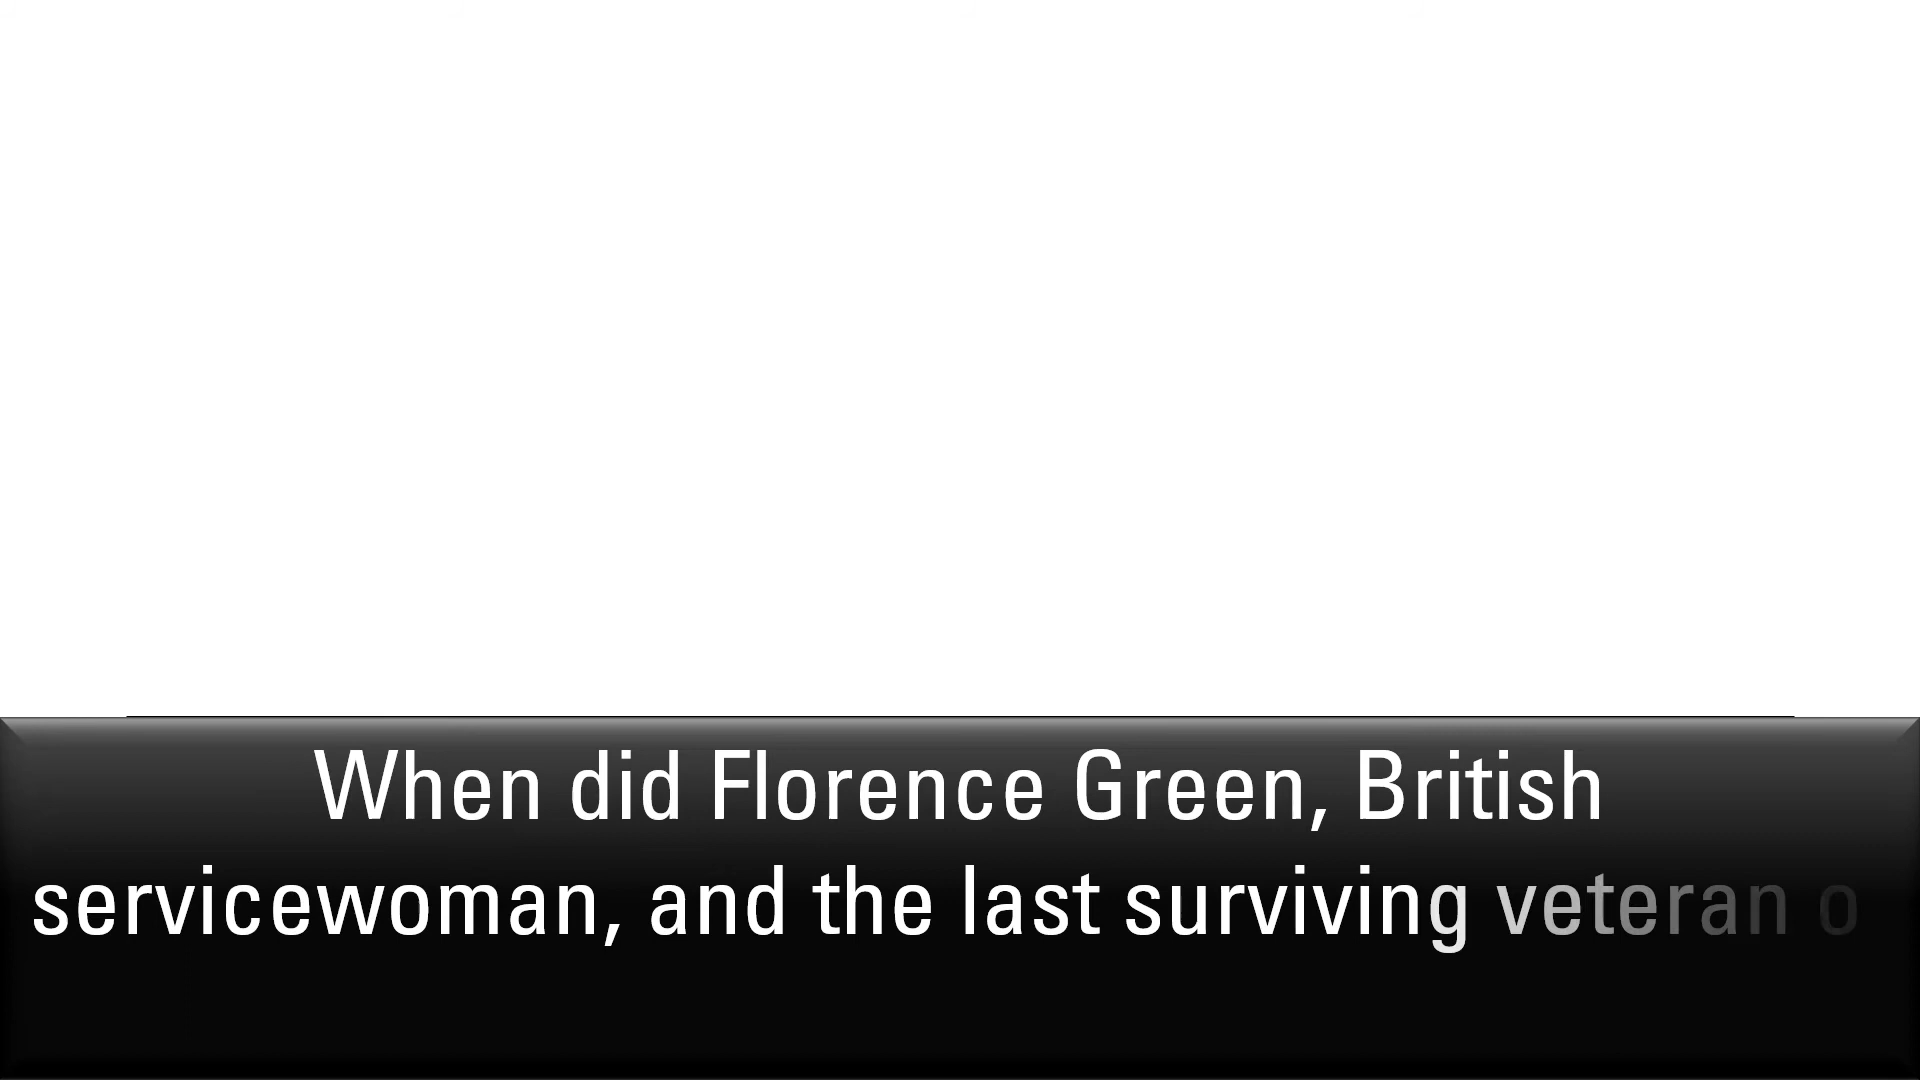 When did Florence Green, British
servicewoman, and the last surviving veteran o